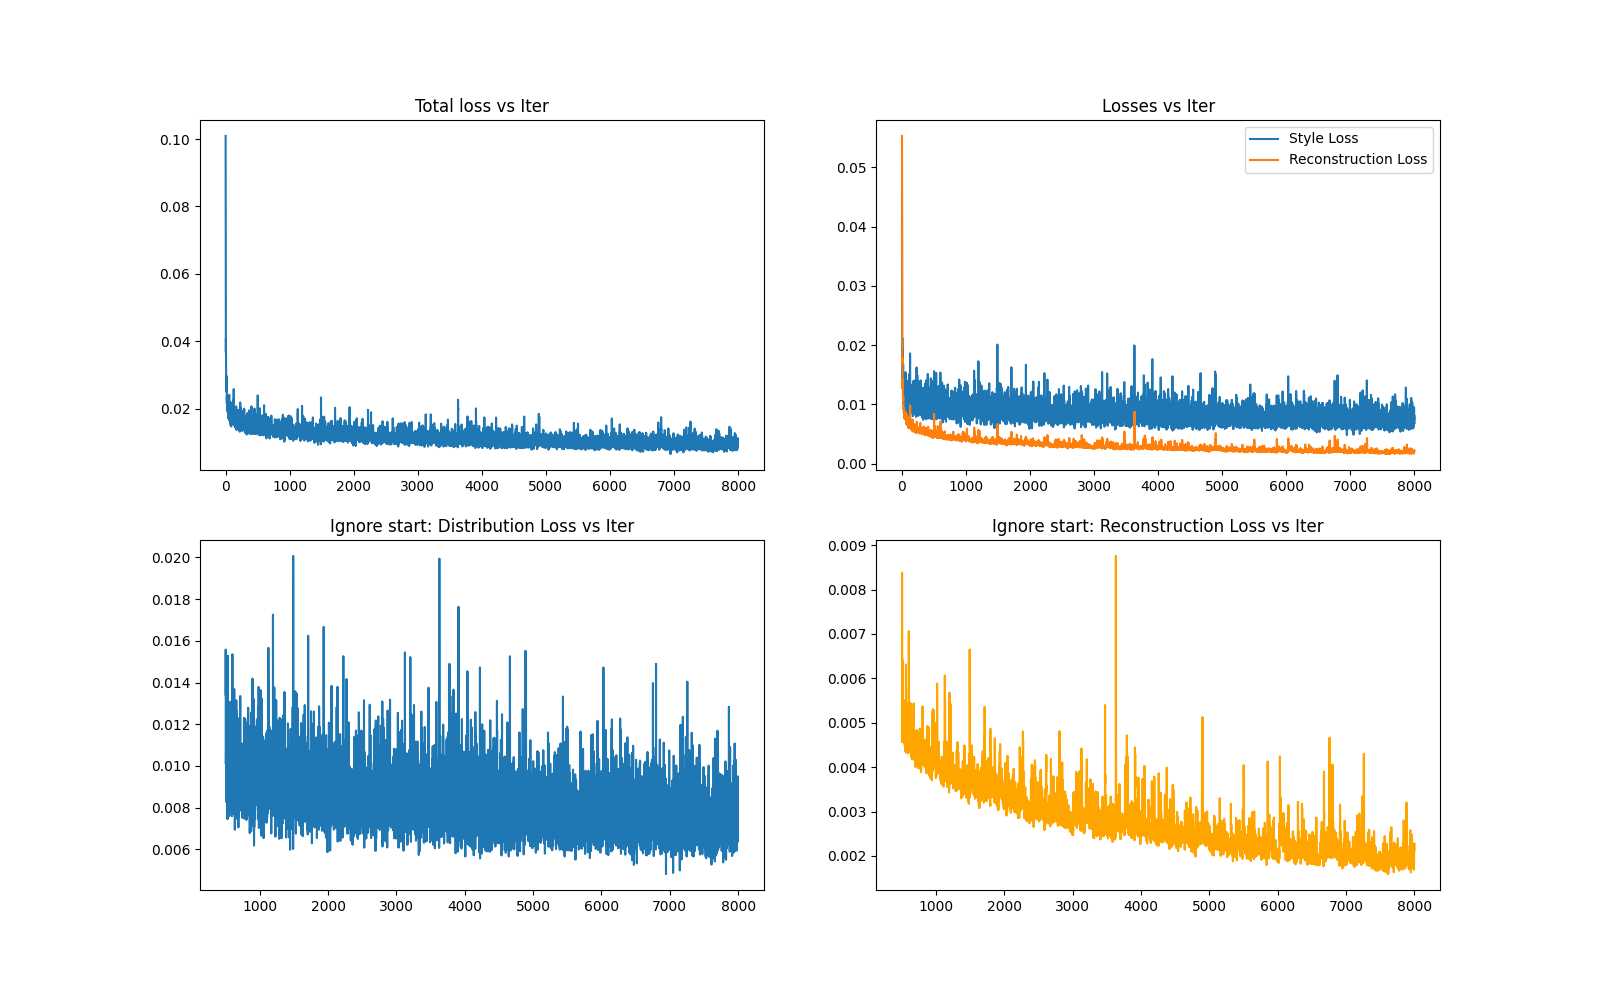 Total loss vs Iter
0.10
0.08
0.06
0.04
0.02
0 1000 2000 3000 4000 5000 6000 7000 8000
Losses vs Iter
Style Loss
Reconstruction Loss
0.05
0.04
0.03
0.02
0.01
0.00
0 1000 2000 3000 4000 5000 6000 7000 8000
Ignore start: Distribution Loss vs Iter
0.020
0.018
0.016
0.014
0.012
0.010
0.008
0.006
1000 2000 3000 4000 5000 6000 7000 8000
Ignore start: Reconstruction Loss vs Iter
0.009
0.008
0.007
0.006
0.005
0.004
0.003
0.002
1000 2000 3000 4000 5000 6000 7000 8000